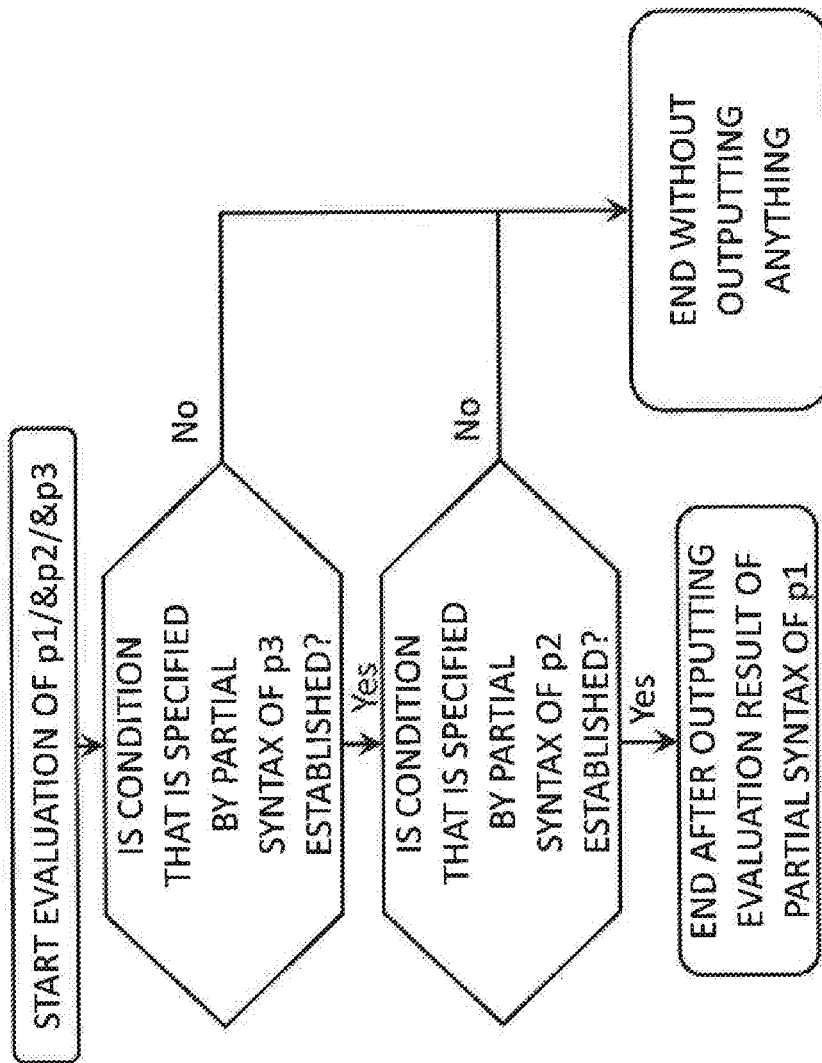 START EVALUATION OF p1/&p2/&p3
IS CONDITION
THAT IS SPECIFIED
BY PARTIAL
SYNTAX OF p3
ESTABLISHED?
No
Yes
IS CONDITION
THAT IS SPECIFIED
BY PARTIAL
SYNTAX OF p2
ESTABLISHED?
No
Yes
END AFTER OUTPUTTING
EVALUATION RESULT OF
PARTIAL SYNTAX OF p1
END WITHOUT
OUTPUTTING
ANYTHING